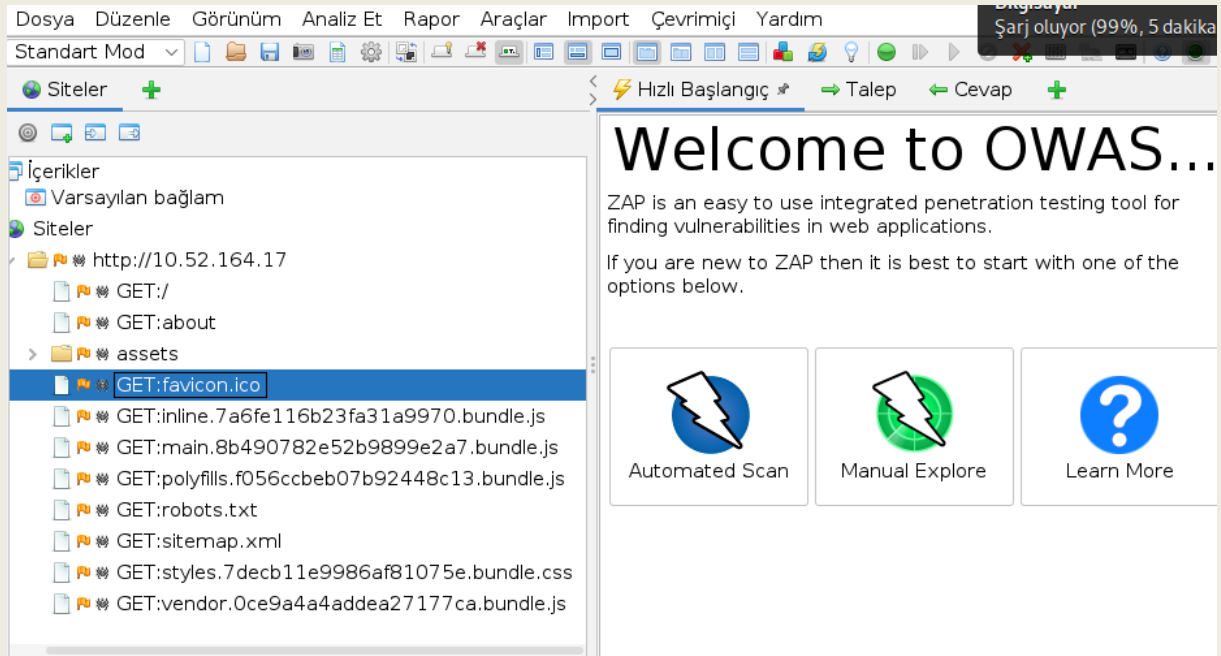 Dosya Düzenle Görünüm Analiz Et Rapor Araçlar Import Çevrimiçi Yardım
Şarj oluyor (99%, 5 dakika
Standart Mod
Siteler
Hızlı Başlangıç Talep Cevap
İçerikler
Varsayılan bağlam
Siteler
http://10.52.164.17
GET:/
GET:about
assets
GET:favicon.ico
GET:inline.7a6fe116b23fa31a9970.bundle.js
GET:main.8b490782e52b9899e2a7.bundle.js
GET:polyfills.f056ccbeb07b92448c13.bundle.js
GET:robots.txt
GET:sitemap.xml
GET:styles.7decb11e9986af81075e.bundle.css
GET:vendor.0ce9a4a4addea27177ca.bundle.js
Welcome to OWAS...
ZAP is an easy to use integrated penetration testing tool for
finding vulnerabilities in web applications.
If you are new to ZAP then it is best to start with one of the
options below.
Automated Scan
Manual Explore
Learn More